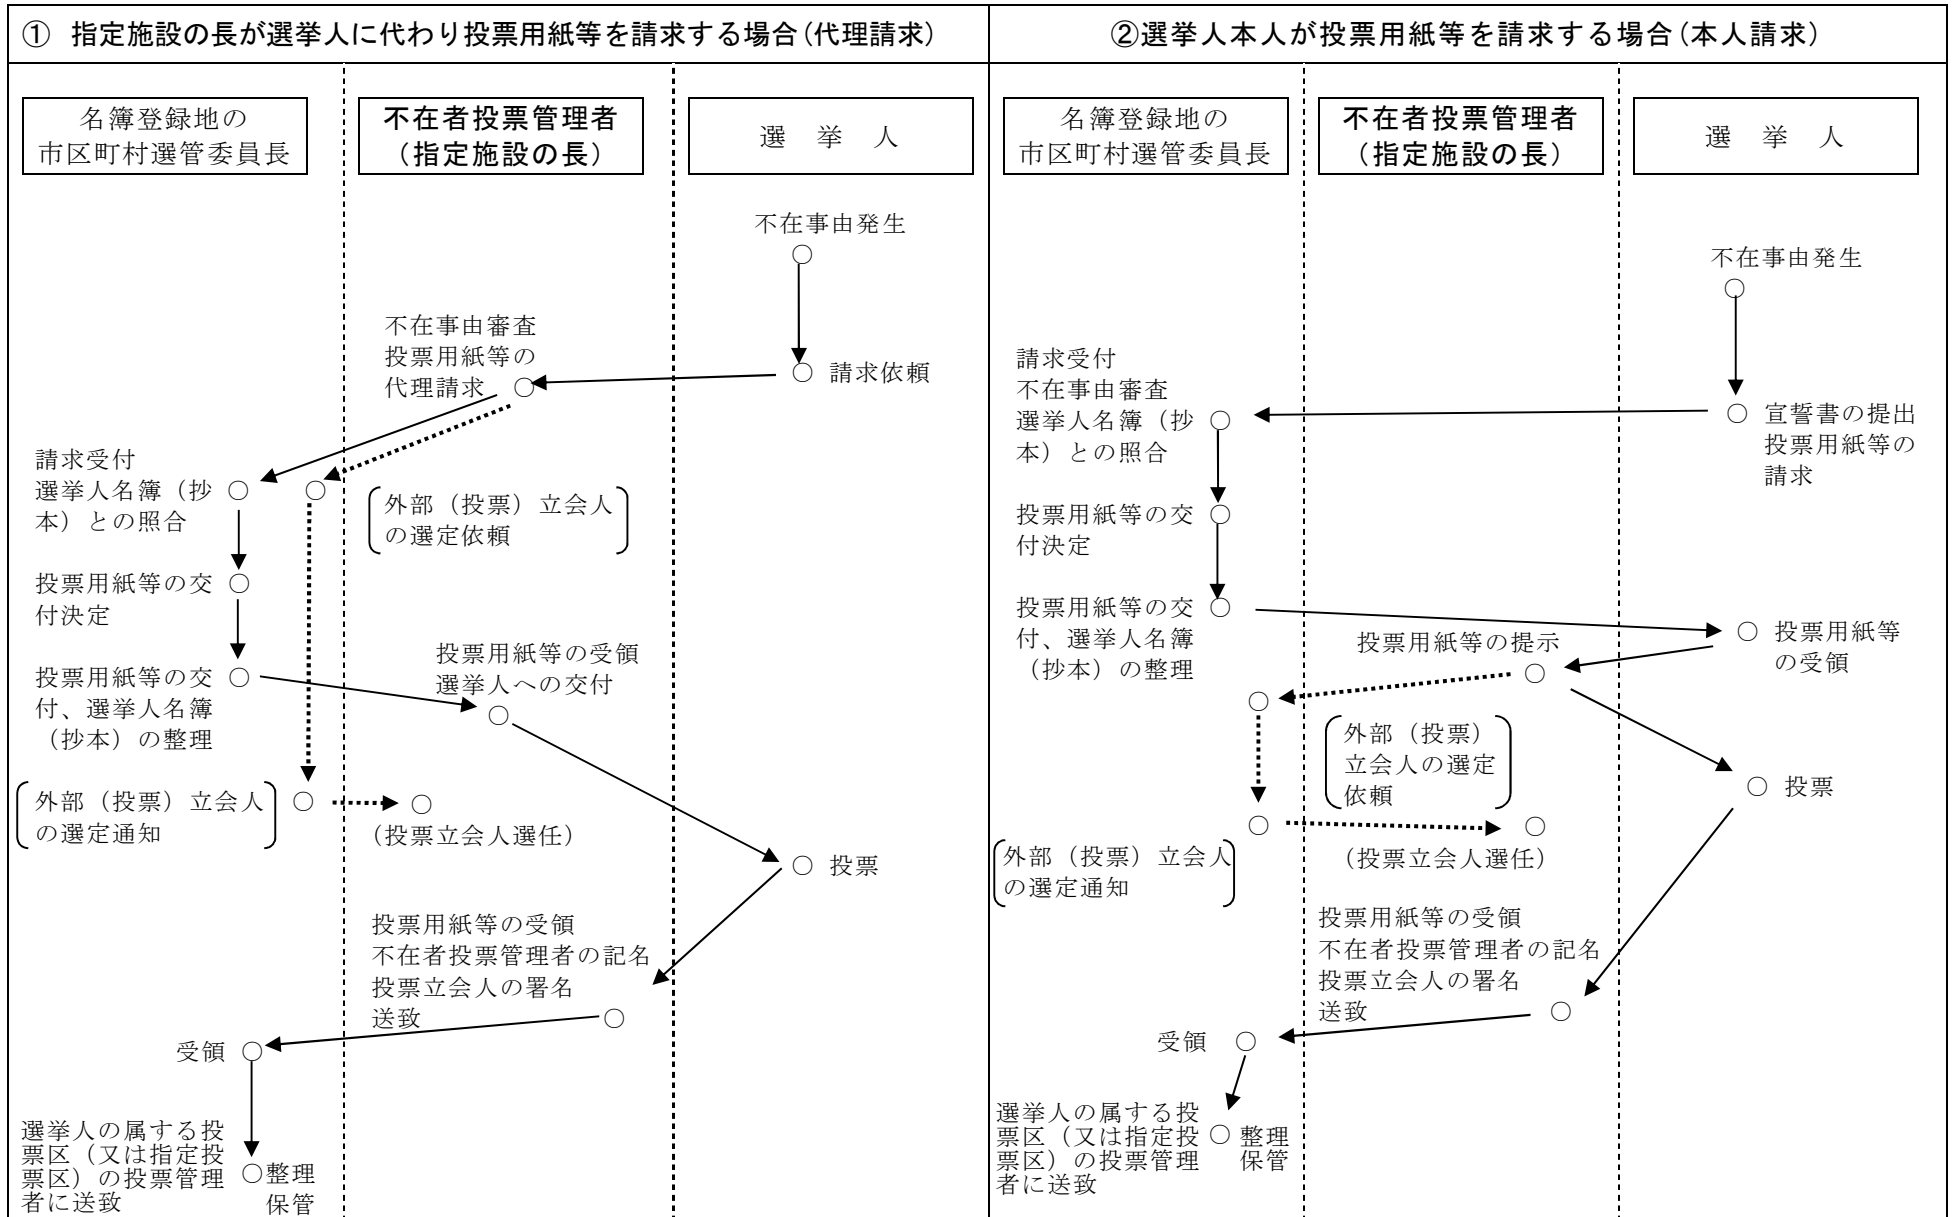 ① 指定施設の長が選挙人に代わり投票用紙等を請求する場合（代理請求）
名簿登録地の
市区町村選管委員長
不在者投票管理者
（指定施設の長）
選 挙 人
不在事由発生
請求依頼
不在事由審査
投票用紙等の
代理請求
請求受付
選挙人名簿（抄
本）との照合
外部（投票）立会人
の選定依頼
投票用紙等の交
付決定
投票用紙等の交
付、選挙人名簿
（抄本）の整理
投票用紙等の受領
選挙人への交付
外部（投票）立会人
の選定通知
（投票立会人選任）
投票
投票用紙等の受領
不在者投票管理者の記名
投票立会人の署名
送致
受領
選挙人の属する投
票区（又は指定投
票区）の投票管理
者に送致
整理
保管
②選挙人本人が投票用紙等を請求する場合（本人請求）
名簿登録地の
市区町村選管委員長
不在者投票管理者
（指定施設の長）
選 挙 人
不在事由発生
宣誓書の提出
投票用紙等の
請求
請求受付
不在事由審査
選挙人名簿（抄
本）との照合
投票用紙等の交
付決定
投票用紙等の交
付、選挙人名簿
（抄本）の整理
投票用紙等
の受領
投票用紙等の提示
外部（投票）
立会人の選定
依頼
外部（投票）立会人
の選定通知
（投票立会人選任）
投票
投票用紙等の受領
不在者投票管理者の記名
投票立会人の署名
送致
受領
選挙人の属する投
票区（又は指定投
票区）の投票管理
者に送致
整理
保管